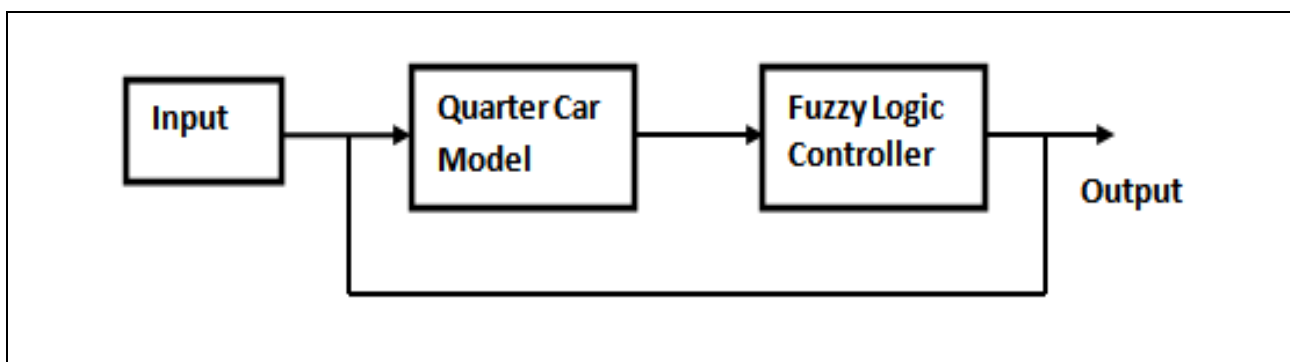 Input
Quarter Car
Model
Fuzzy Logic
Controller
Output